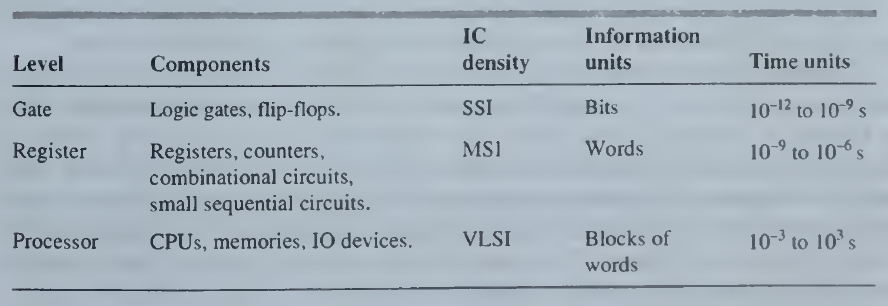 IC Information
Level Components density units Time units
Gate Logic gates, flip-flops. SSI Bits 10⁻¹² to 10⁻⁹ s
Register Registers, counters, MSI Words 10⁻⁹ to 10⁻⁶ s
combinational circuits,
small sequential circuits.
Processor CPUs, memories, IO devices. VLSI Blocks of 10⁻³ to 10³ s
words